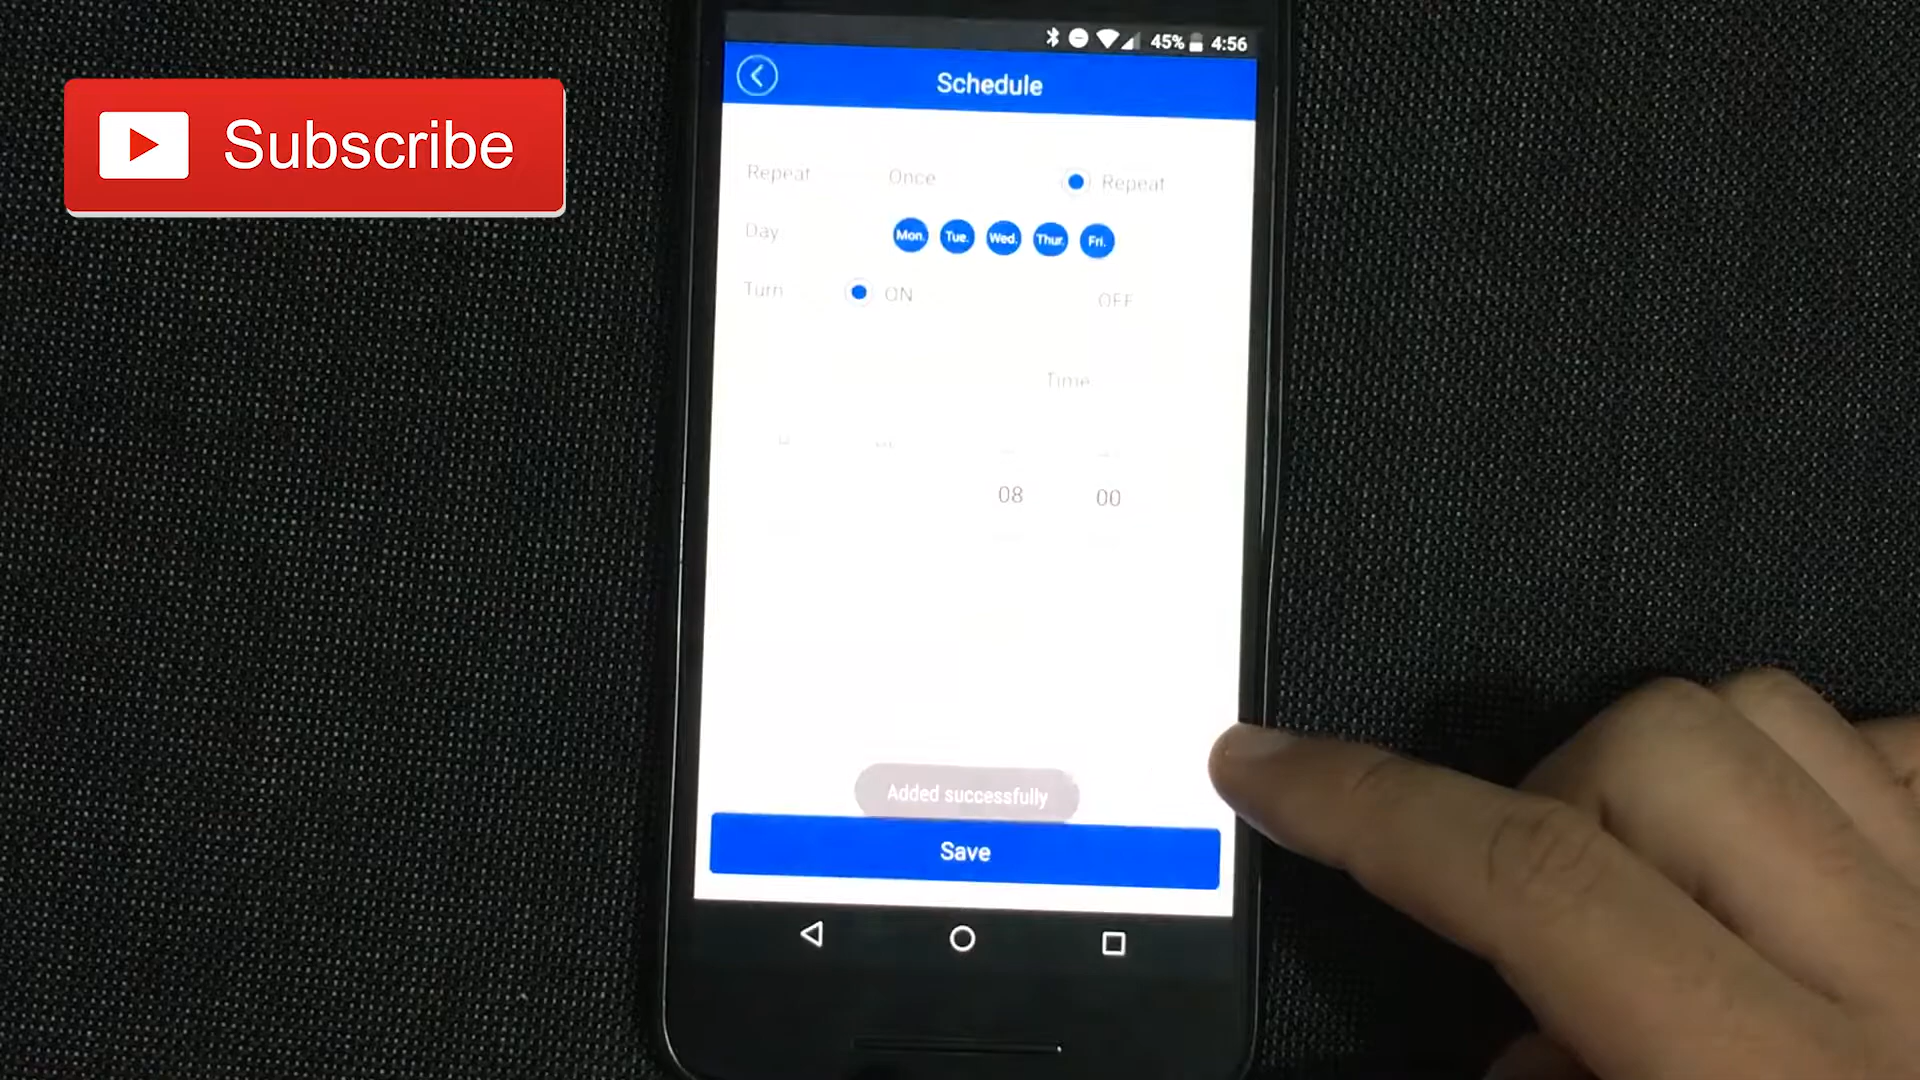 45% 4:56
Schedule
Subscribe
Repeat Once Repeat
Day Mon. Tue. Wed. Thur. Fri.
Turn ON OFF
Time
08 00
Added successfully
Save